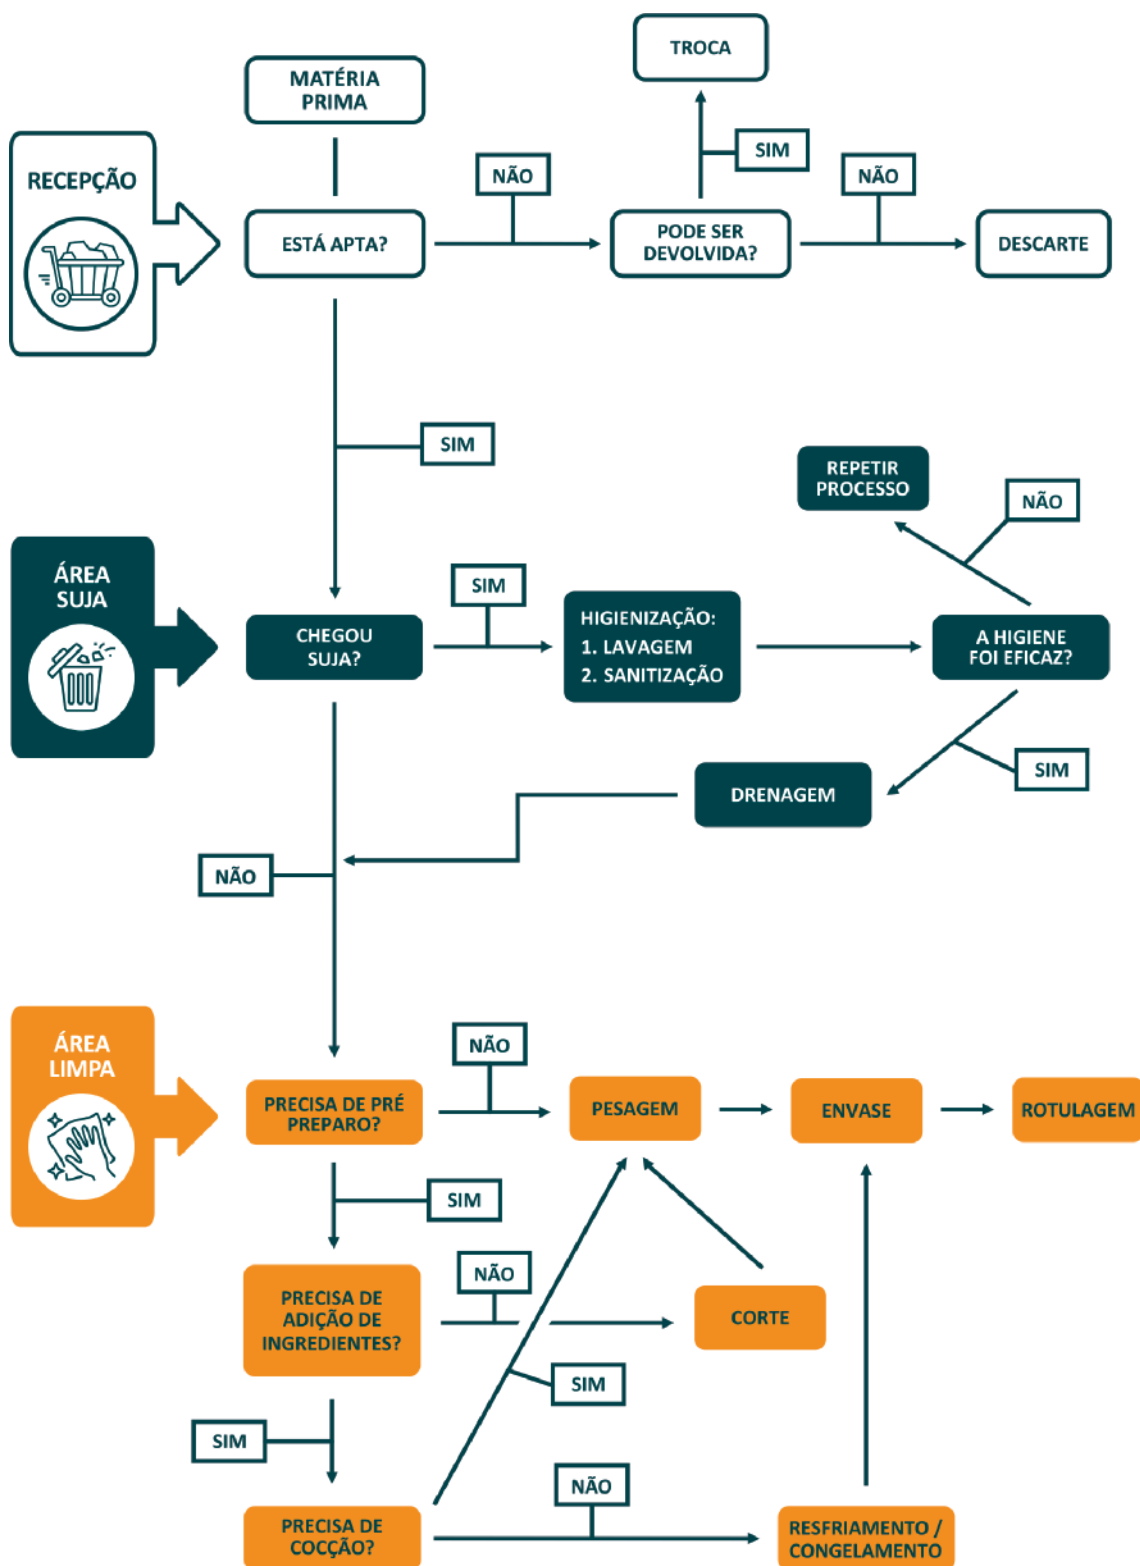 TROCA
MATÉRIA
PRIMA
SIM
RECEPÇÃO
NÃO
NÃO
ESTÁ APTA?
PODE SER
DEVOLVIDA?
DESCARTE
SIM
REPETIR
PROCESSO
NÃO
ÁREA
SUJA
SIM
CHEGOU
SUJA?
HIGIENIZAÇÃO:
1. LAVAGEM
2. SANITIZAÇÃO
A HIGIENE
FOI EFICAZ?
SIM
DRENAGEM
NÃO
ÁREA
LIMPA
NÃO
PRECISA DE PRÉ
PREPARO?
PESAGEM
ENVASE
ROTULAGEM
SIM
NÃO
PRECISA DE
ADIÇÃO DE
INGREDIENTES?
CORTE
SIM
SIM
NÃO
PRECISA DE
COCÇÃO?
RESFRIAMENTO /
CONGELAMENTO